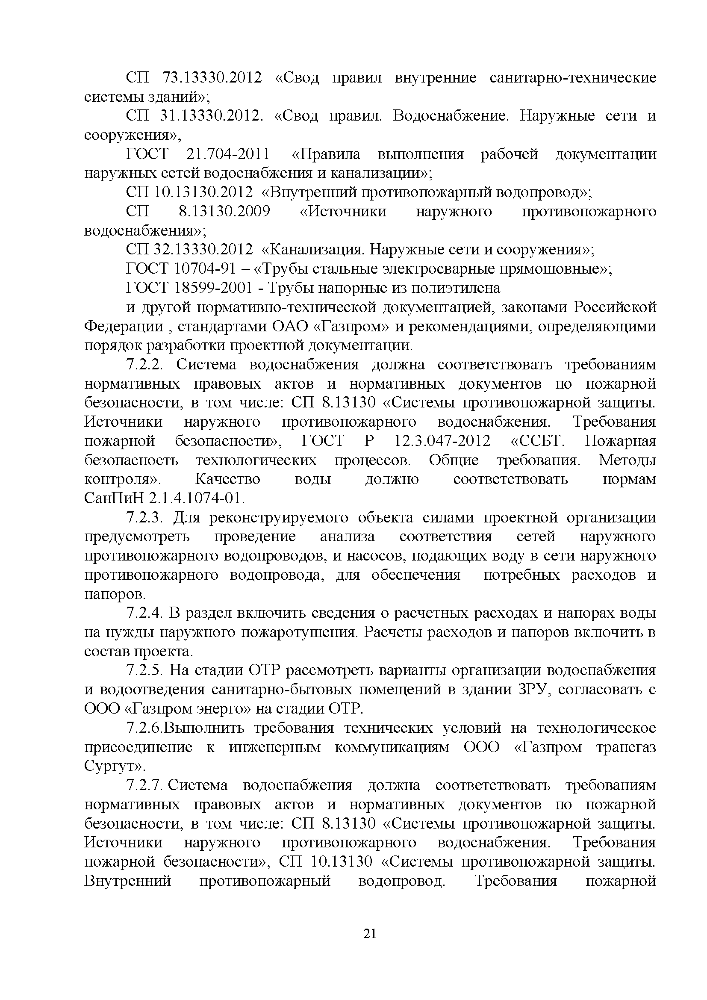 СП 73.13330.2012 «Свод правил внутренние санитарно-технические
системы зданий»;
СП 31.13330.2012. «Свод правил. Водоснабжение. Наружные сети и
сооружения»,
ГОСТ 21.704-2011 «Правила выполнения рабочей документации
наружных сетей водоснабжения и канализации»;
СП 10.13130.2012 «Внутренний противопожарный водопровод»;
СП 8.13130.2009 «Источники наружного противопожарного
водоснабжения»;
СП 32.13330.2012 «Канализация. Наружные сети и сооружения»;
ГОСТ 10704-91 – «Трубы стальные электросварные прямошовные»;
ГОСТ 18599-2001 - Трубы напорные из полиэтилена
и другой нормативно-технической документацией, законами Российской
Федерации , стандартами ОАО «Газпром» и рекомендациями, определяющими
порядок разработки проектной документации.
7.2.2. Система водоснабжения должна соответствовать требованиям
нормативных правовых актов и нормативных документов по пожарной
безопасности, в том числе: СП 8.13130 «Системы противопожарной защиты.
Источники наружного противопожарного водоснабжения. Требования
пожарной безопасности», ГОСТ Р 12.3.047-2012 «ССБТ. Пожарная
безопасность технологических процессов. Общие требования. Методы
контроля». Качество воды должно соответствовать нормам
СанПиН 2.1.4.1074-01.
7.2.3. Для реконструируемого объекта силами проектной организации
предусмотреть проведение анализа соответствия сетей наружного
противопожарного водопроводов, и насосов, подающих воду в сети наружного
противопожарного водопровода, для обеспечения потребных расходов и
напоров.
7.2.4. В раздел включить сведения о расчетных расходах и напорах воды
на нужды наружного пожаротушения. Расчеты расходов и напоров включить в
состав проекта.
7.2.5. На стадии ОТР рассмотреть варианты организации водоснабжения
и водоотведения санитарно-бытовых помещений в здании ЗРУ, согласовать с
ООО «Газпром энерго» на стадии ОТР.
7.2.6.Выполнить требования технических условий на технологическое
присоединение к инженерным коммуникациям ООО «Газпром трансгаз
Сургут».
7.2.7. Система водоснабжения должна соответствовать требованиям
нормативных правовых актов и нормативных документов по пожарной
безопасности, в том числе: СП 8.13130 «Системы противопожарной защиты.
Источники наружного противопожарного водоснабжения. Требования
пожарной безопасности», СП 10.13130 «Системы противопожарной защиты.
Внутренний противопожарный водопровод. Требования пожарной
21